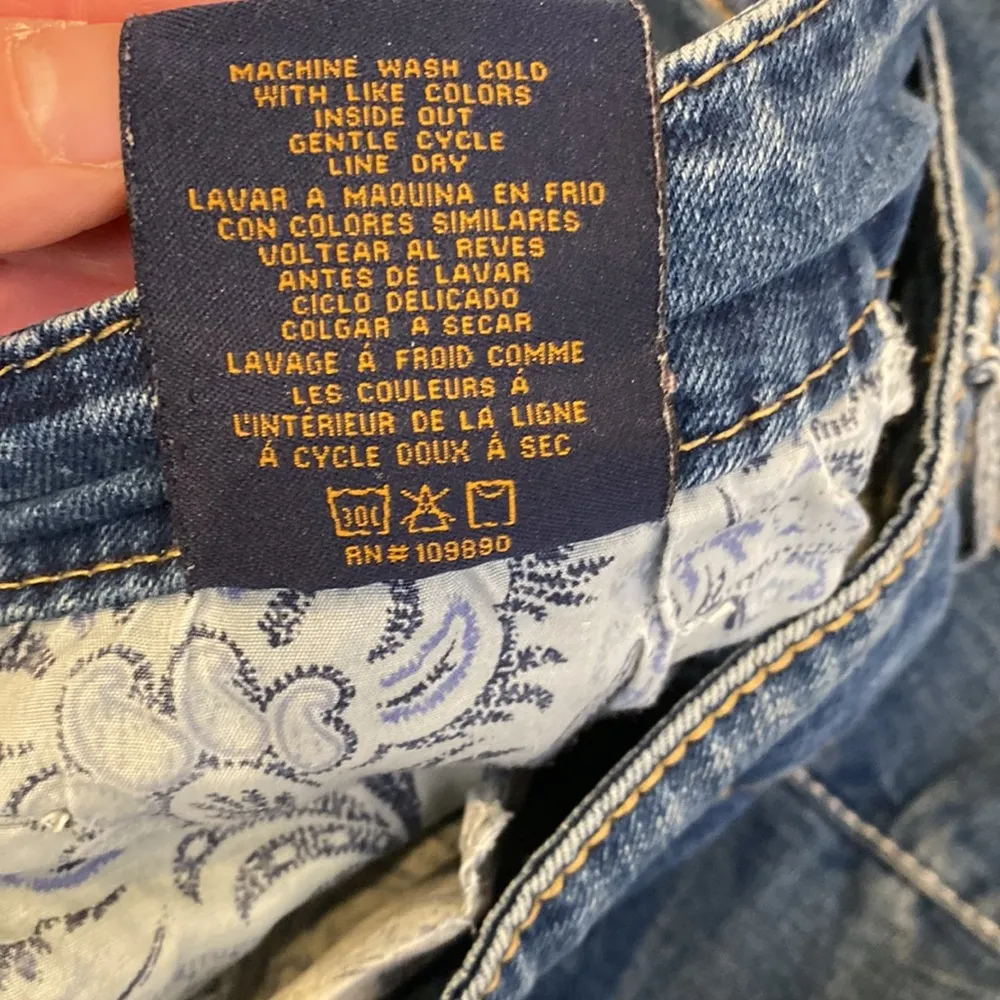 MACHINE WASH COLD
WITH LIKE COLORS
INSIDE OUT
GENTLE CYCLE
LINE DRY
LAVAR A MAQUINA EN FRIO
CON COLORES SIMILARES
VOLTEAR AL REVES
ANTES DE LAVAR
CICLO DELICADO
COLGAR A SECAR
LAVAGE Á FROID COMME
LES COULEURS Á
L'INTÉRIEUR DE LA LIGNE
Á CYCLE DOUX Á SEC
30C
RN# 109890